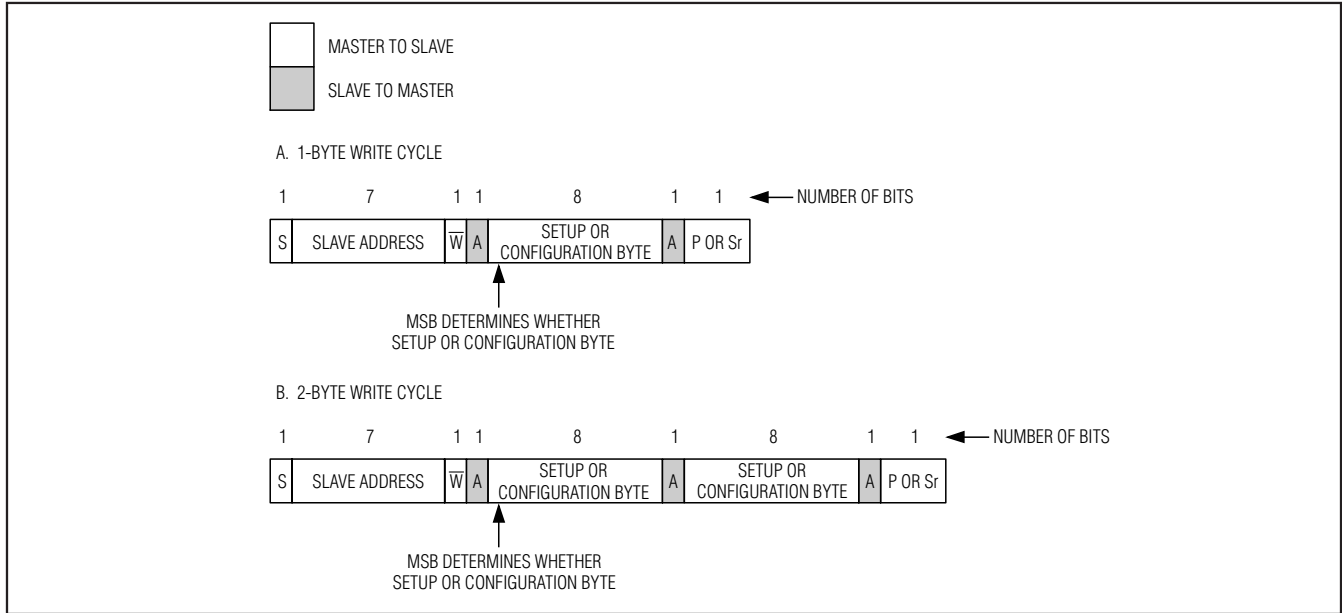 MASTER TO SLAVE
SLAVE TO MASTER
A. 1-BYTE WRITE CYCLE
1 7 1 1 8 1 1 NUMBER OF BITS
S SLAVE ADDRESS W̅ A SETUP OR
CONFIGURATION BYTE A P OR Sr
MSB DETERMINES WHETHER
SETUP OR CONFIGURATION BYTE
B. 2-BYTE WRITE CYCLE
1 7 1 1 8 1 8 1 1 NUMBER OF BITS
S SLAVE ADDRESS W̅ A SETUP OR
CONFIGURATION BYTE A SETUP OR
CONFIGURATION BYTE A P OR Sr
MSB DETERMINES WHETHER
SETUP OR CONFIGURATION BYTE